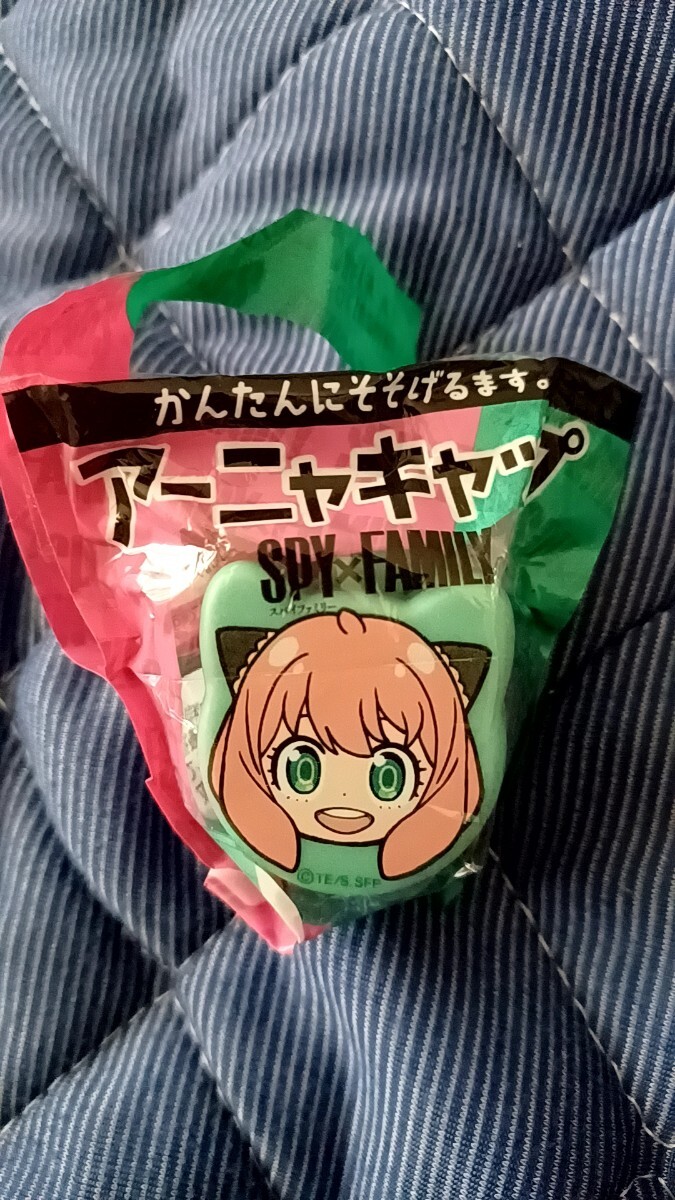 かんたんにそそげるます。
アーニャキャップ
SPY×FAMILY
スパイファミリー
©TE/S.SFP